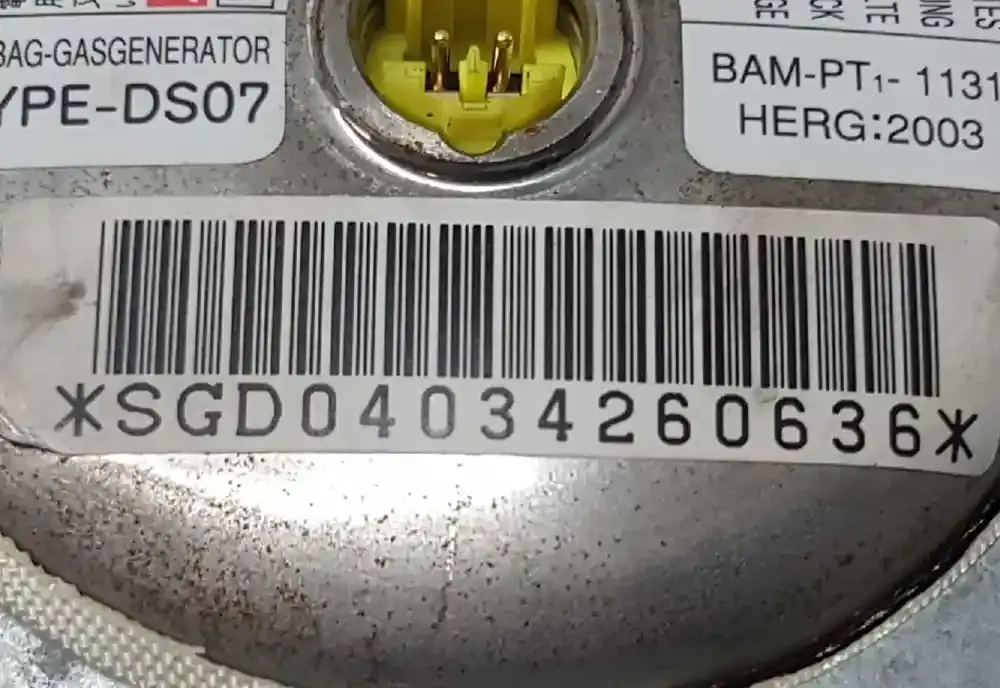 BAG-GASGENERATOR
YPE-DS07
BAM-PT1- 1131
HERG:2003
*SGD04034260636*